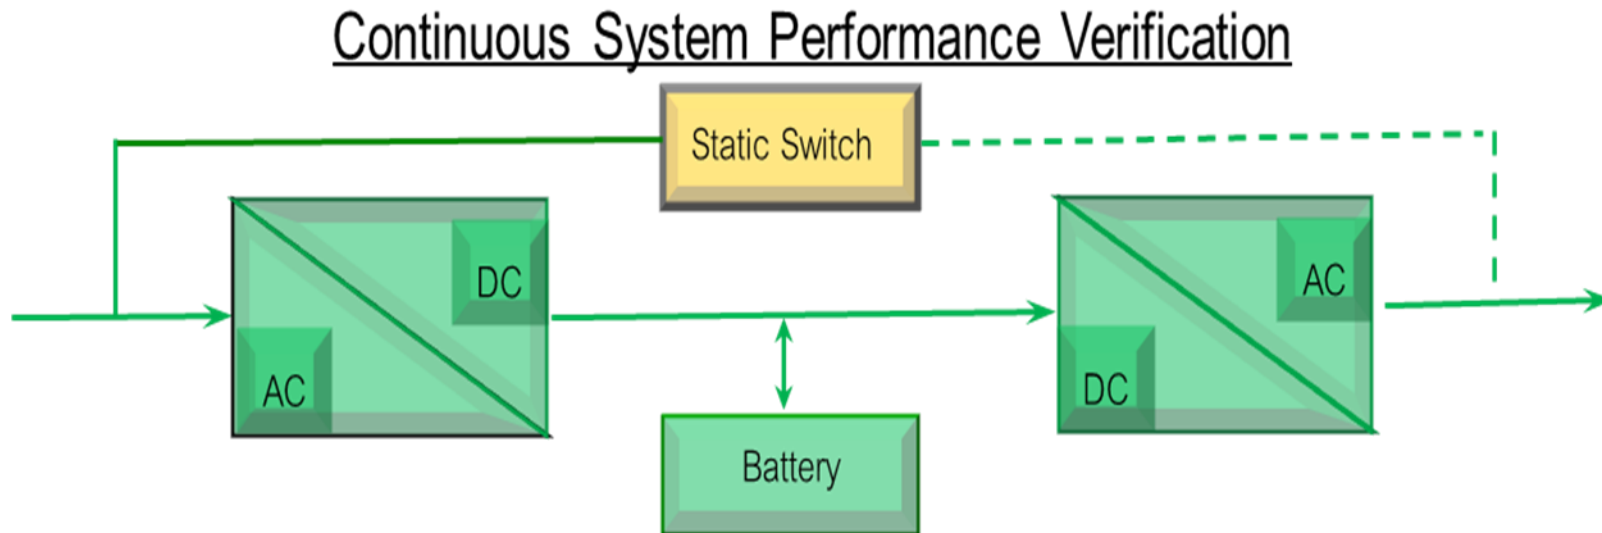 Continuous System Performance Verification
Static Switch
DC
AC
AC
DC
Battery